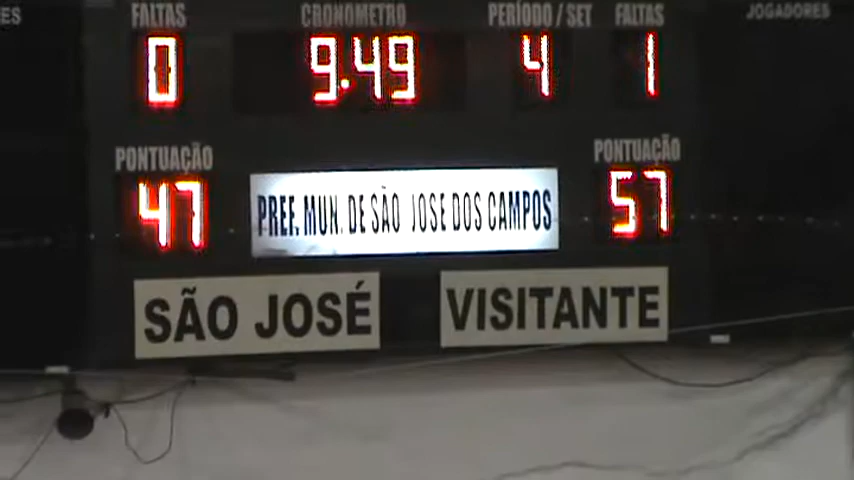 ES FALTAS CRONOMETRO PERÍODO / SET FALTAS JOGADORES
0 9.49 4 1
PONTUAÇÃO PONTUAÇÃO
47 PREF. MUN. DE SÃO JOSE DOS CAMPOS 57
SÃO JOSÉ VISITANTE